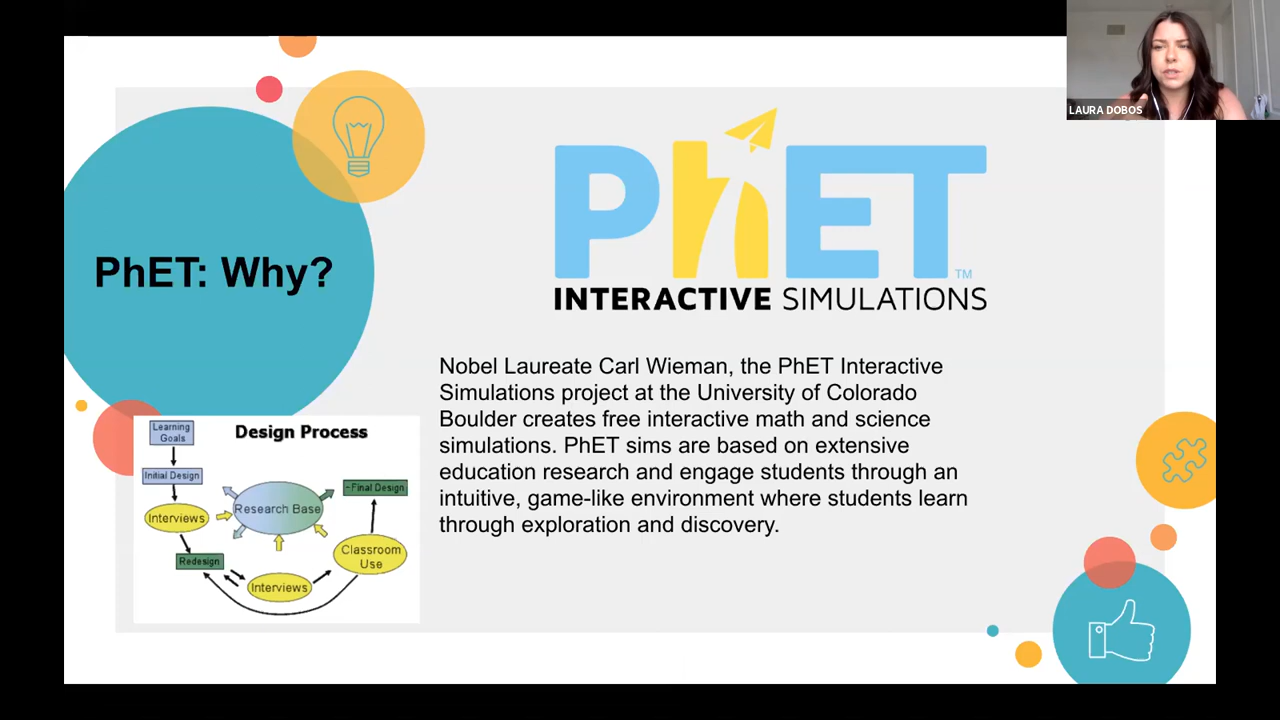 LAURA DOBOS
PhET: Why?
PhET
TM
INTERACTIVE SIMULATIONS
Nobel Laureate Carl Wieman, the PhET Interactive
Simulations project at the University of Colorado
Boulder creates free interactive math and science
simulations. PhET sims are based on extensive
education research and engage students through an
intuitive, game-like environment where students learn
through exploration and discovery.
Design Process
Learning
Goals
Initial Design
Interviews
Research Base
~Final Design
Redesign
Interviews
Classroom
Use